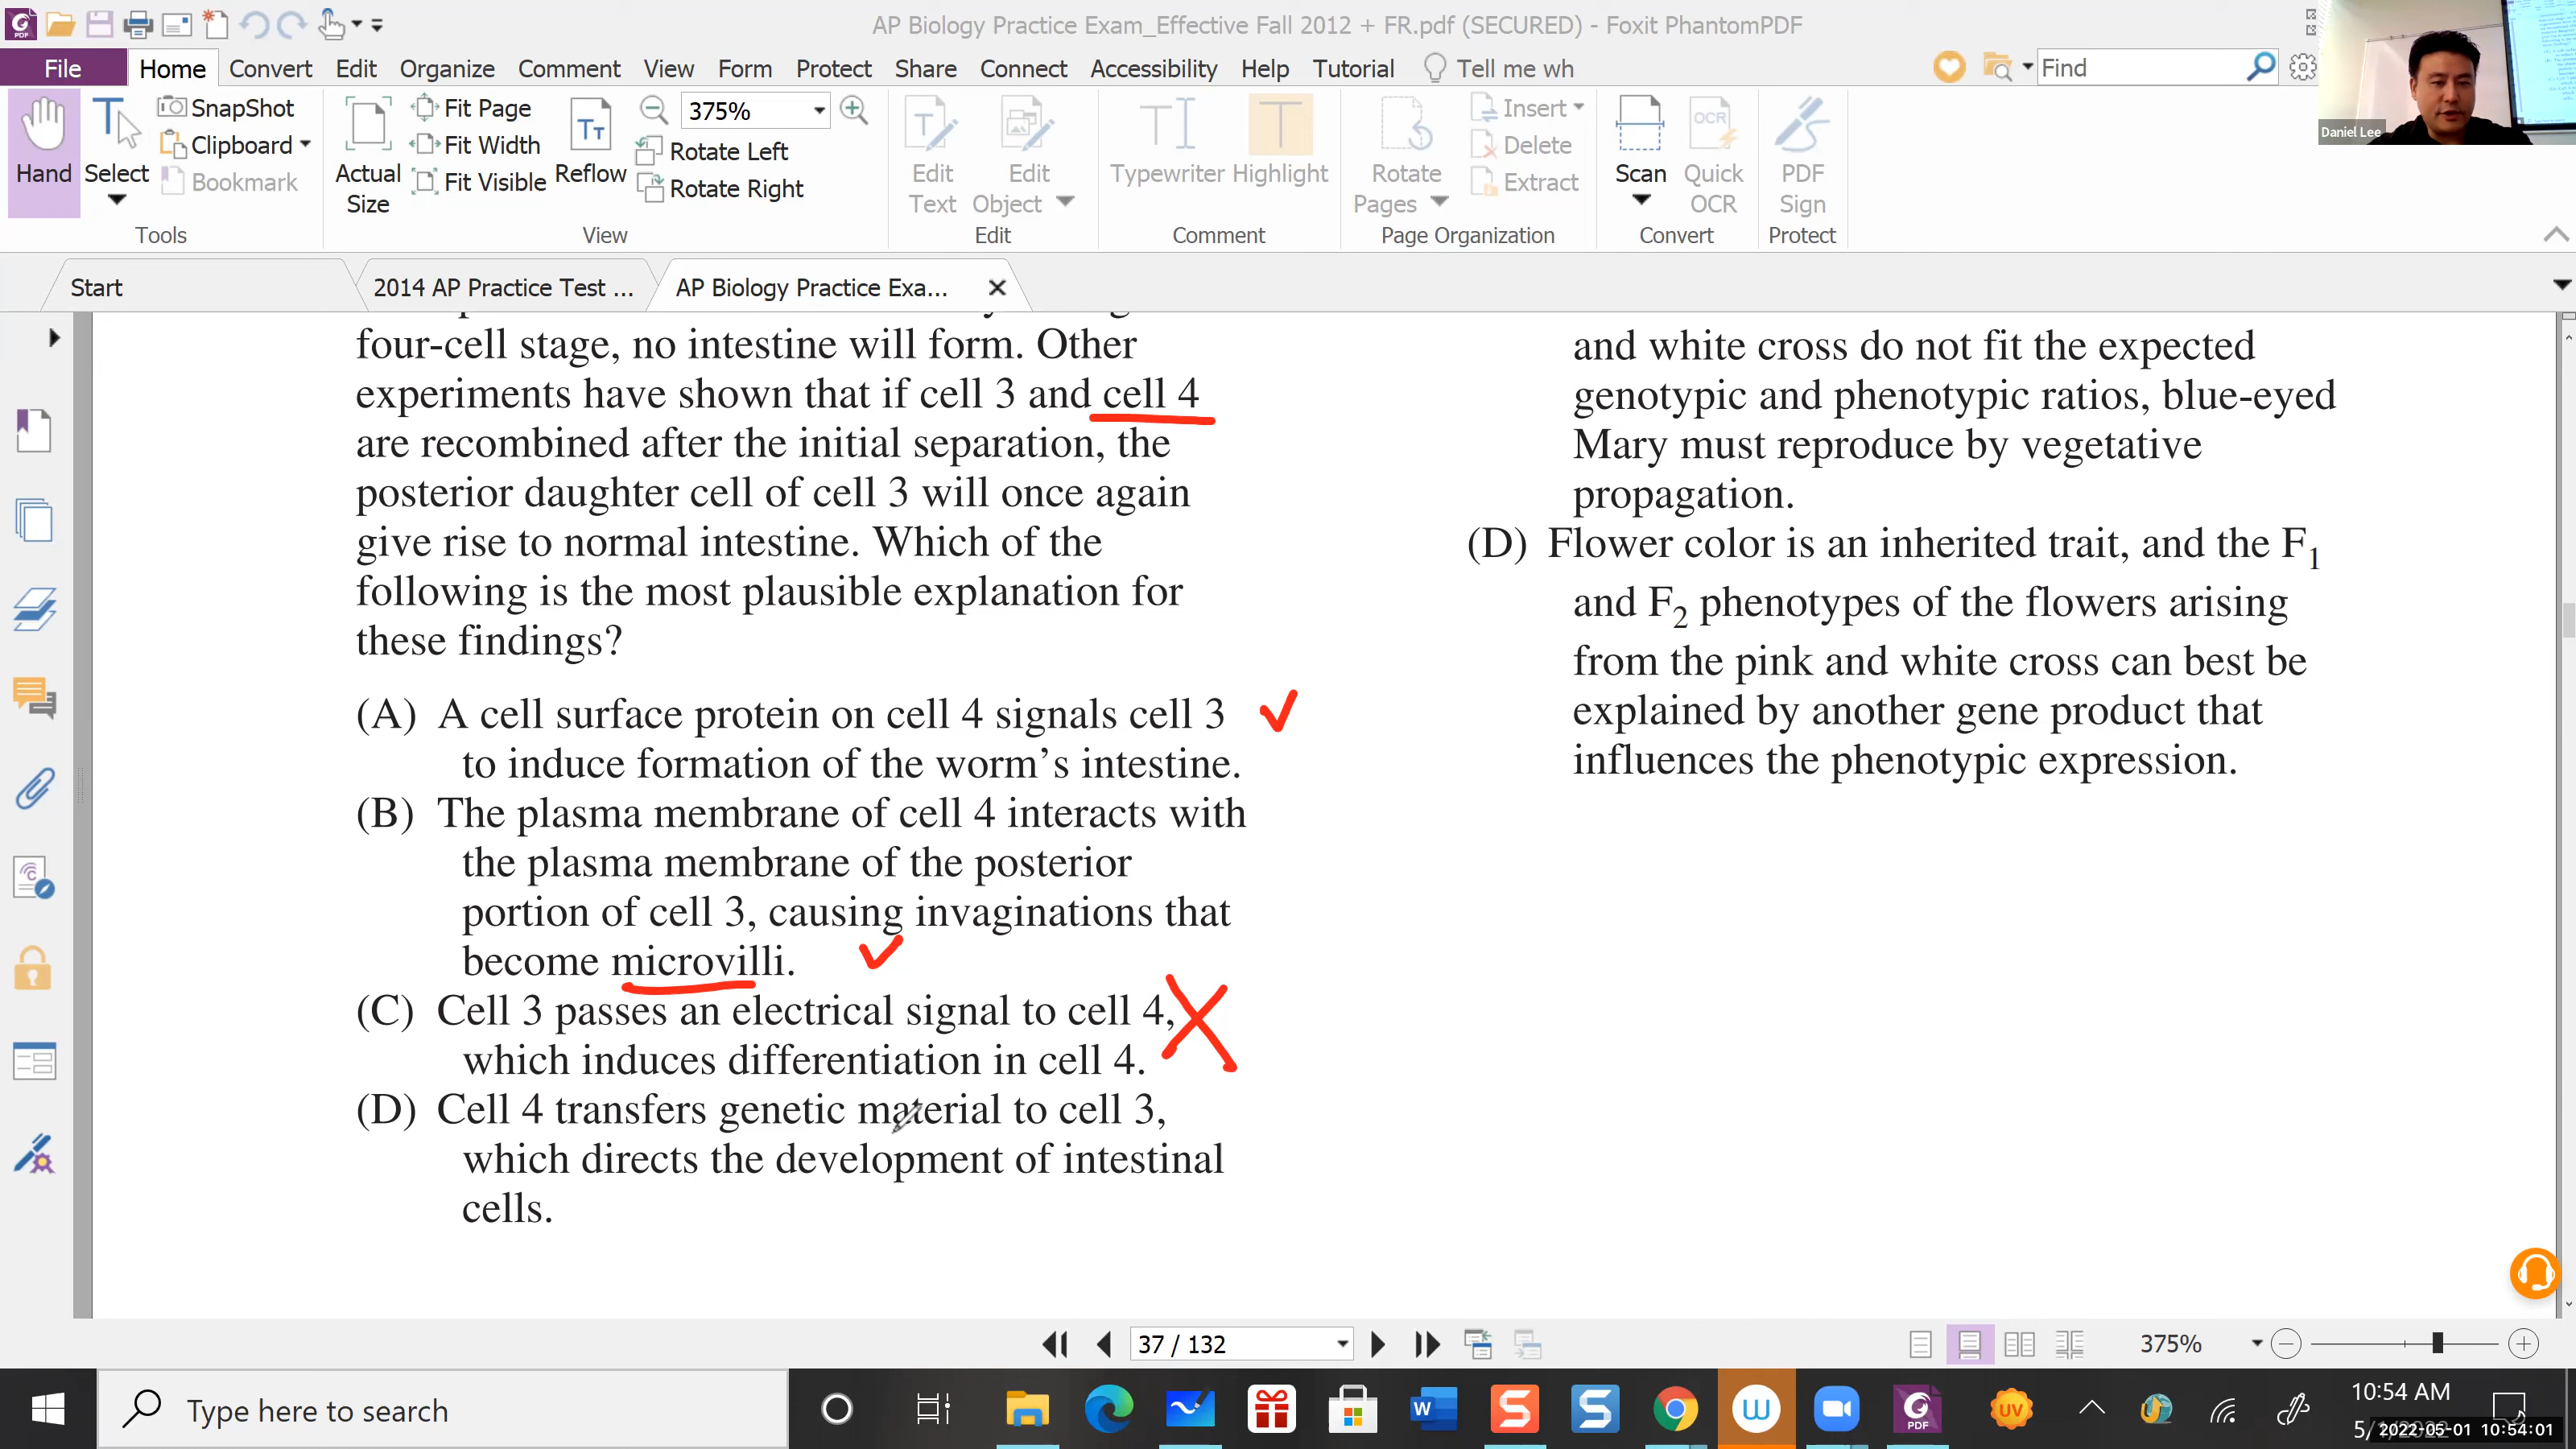 AP Biology Practice Exam_Effective Fall 2012 + FR.pdf (SECURED) - Foxit PhantomPDF
File Home Convert Edit Organize Comment View Form Protect Share Connect Accessibility Help Tutorial Tell me wh Find
Daniel Lee
Hand
Select
SnapShot
Clipboard
Bookmark
Tools
Actual
Size
Fit Page
Fit Width
Fit Visible
Reflow
375%
Rotate Left
Rotate Right
View
Edit
Text
Edit
Object
Edit
Typewriter
Highlight
Comment
Rotate
Pages
Insert
Delete
Extract
Page Organization
Scan
Quick
OCR
Convert
PDF
Sign
Protect
Start
2014 AP Practice Test ...
AP Biology Practice Exa...
four-cell stage, no intestine will form. Other
experiments have shown that if cell 3 and cell 4
are recombined after the initial separation, the
posterior daughter cell of cell 3 will once again
give rise to normal intestine. Which of the
following is the most plausible explanation for
these findings?
(A) A cell surface protein on cell 4 signals cell 3
to induce formation of the worm’s intestine.
(B) The plasma membrane of cell 4 interacts with
the plasma membrane of the posterior
portion of cell 3, causing invaginations that
become microvilli.
(C) Cell 3 passes an electrical signal to cell 4,
which induces differentiation in cell 4.
(D) Cell 4 transfers genetic material to cell 3,
which directs the development of intestinal
cells.
and white cross do not fit the expected
genotypic and phenotypic ratios, blue-eyed
Mary must reproduce by vegetative
propagation.
(D) Flower color is an inherited trait, and the F1
and F2 phenotypes of the flowers arising
from the pink and white cross can best be
explained by another gene product that
influences the phenotypic expression.
37 / 132
375%
Type here to search
UV
10:54 AM
2022-05-01 10:54:01